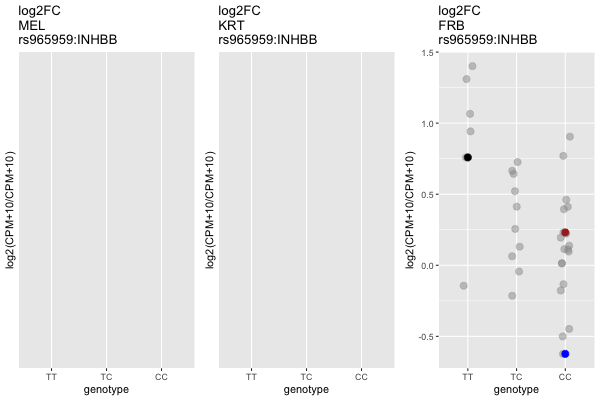 log2FC
MEL
rs965959:INHBB
log2(CPM+10/CPM+10)
TT TC CC
genotype
log2FC
KRT
rs965959:INHBB
log2(CPM+10/CPM+10)
TT TC CC
genotype
log2FC
FRB
rs965959:INHBB
log2(CPM+10/CPM+10)
1.5
1.0
0.5
0.0
-0.5
TT TC CC
genotype